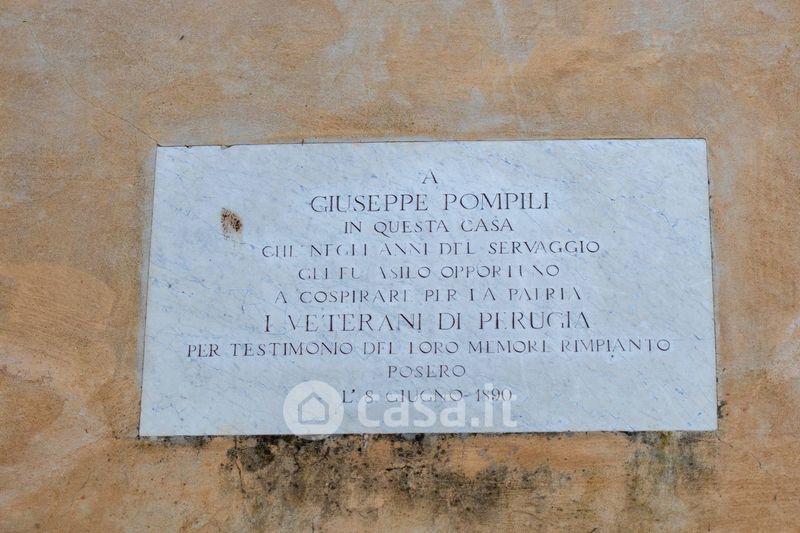 A
GIUSEPPE POMPILI
IN QUESTA CASA
CHE NEGLI ANNI DEL SERVAGGIO
GLI FU ASILO OPPORTUNO
A COSPIRARE PER LA PATRIA
I VETERANI DI PERUGIA
PER TESTIMONIO DEL LORO MEMORE RIMPIANTO
POSERO
L' 8 GIUGNO - 1890
casa.it